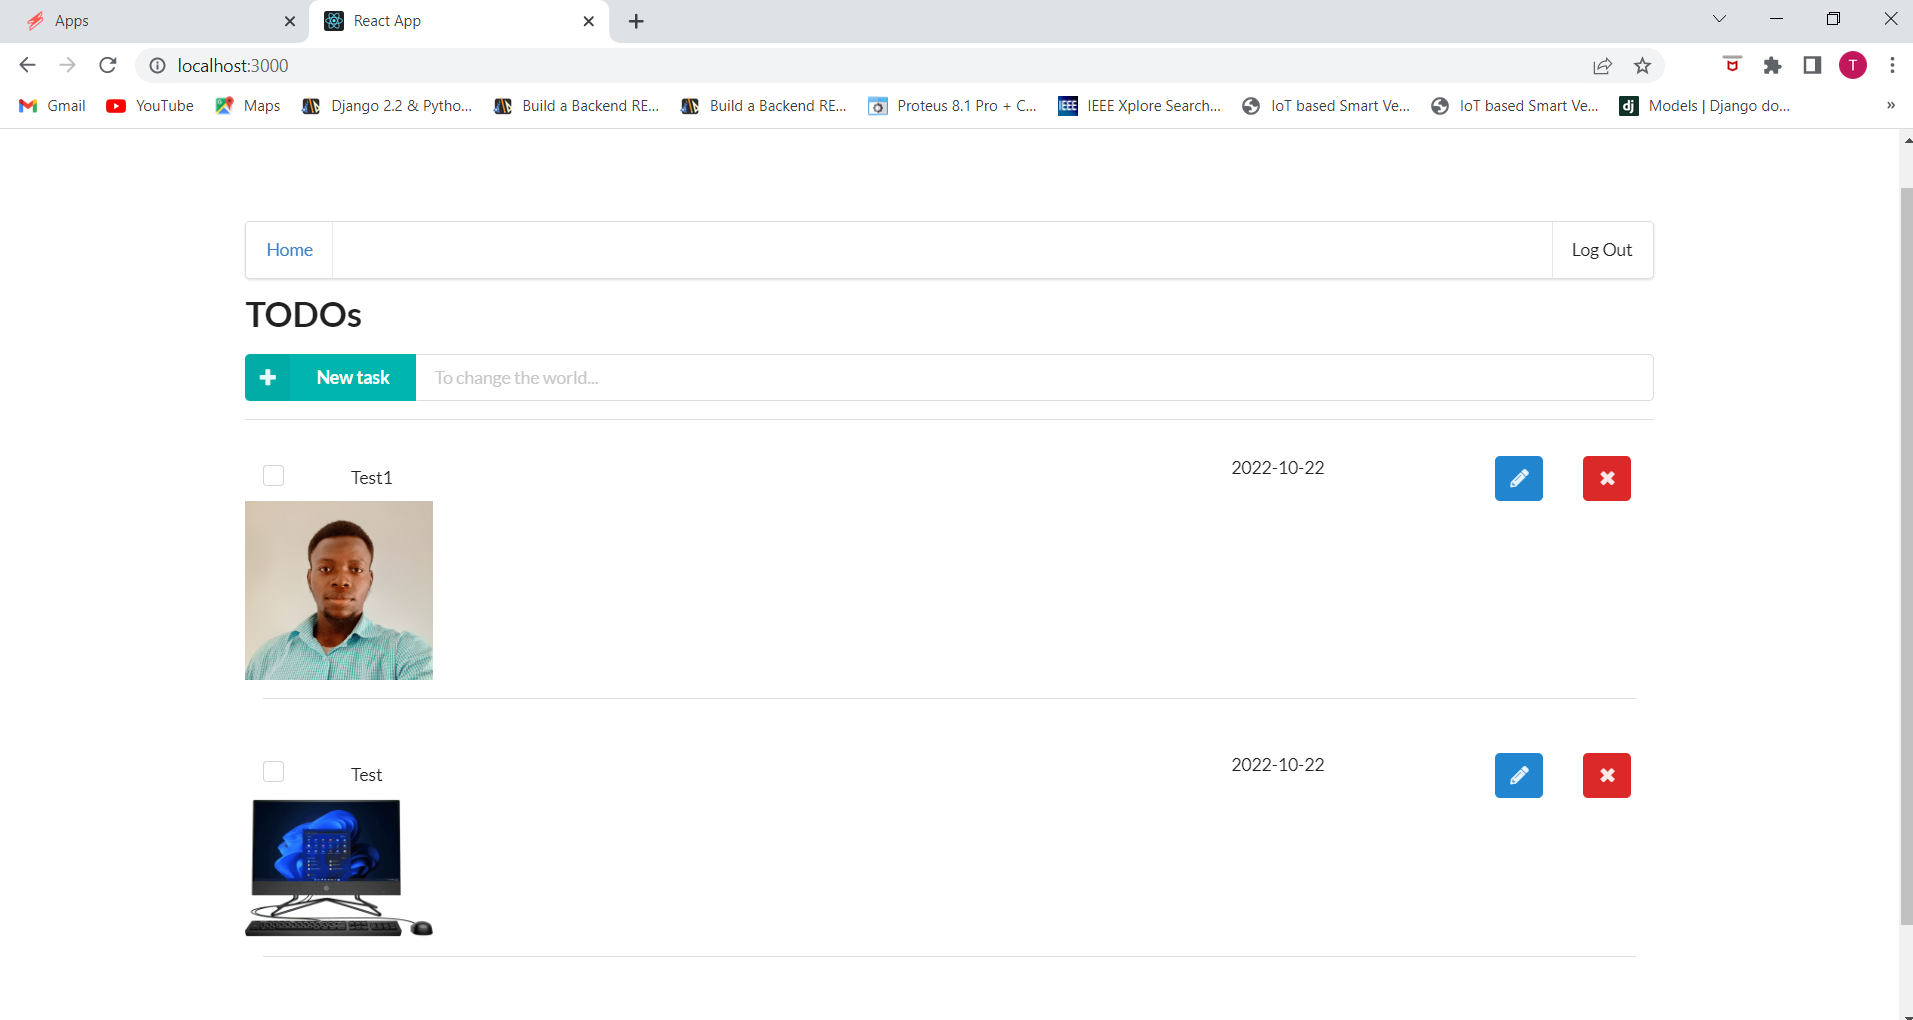 Apps
React App
localhost:3000
T
Gmail
YouTube
Maps
Django 2.2 & Pytho...
Build a Backend RE...
Build a Backend RE...
Proteus 8.1 Pro + C...
IEEE
IEEE Xplore Search...
IoT based Smart Ve...
IoT based Smart Ve...
dj
Models | Django do...
»
Home
Log Out
TODOs
New task
To change the world...
Test1
2022-10-22
Test
2022-10-22